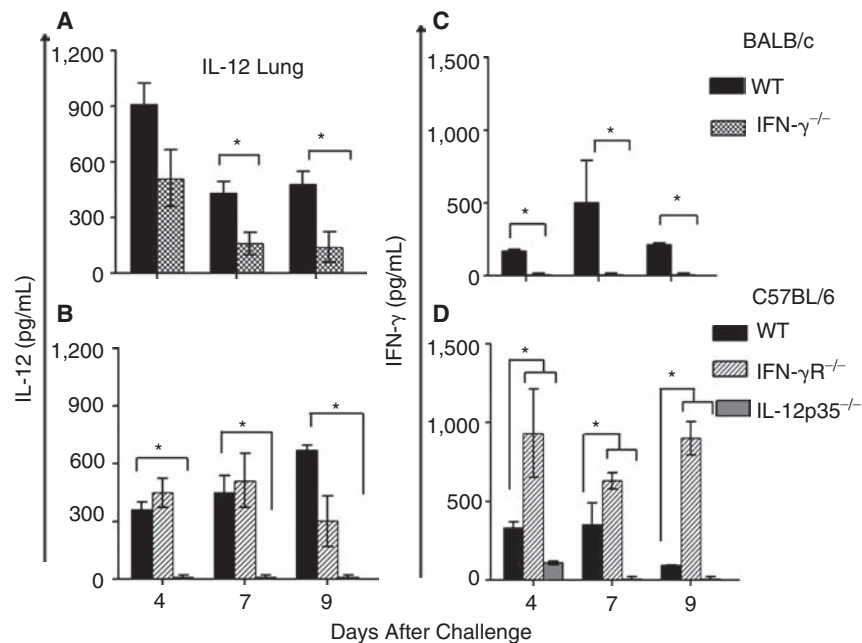 A
IL-12 Lung
1,200
900
600
300
0
*
*
B
1,200
900
600
300
0
*
*
*
4
7
9
IL-12 (pg/mL)
C
BALB/c
WT
IFN-γ−/−
1,500
1,000
500
0
*
*
*
IFN-γ (pg/mL)
C57BL/6
D
WT
IFN-γR−/−
IL-12p35−/−
1,500
1,000
500
0
*
*
*
4
7
9
Days After Challenge